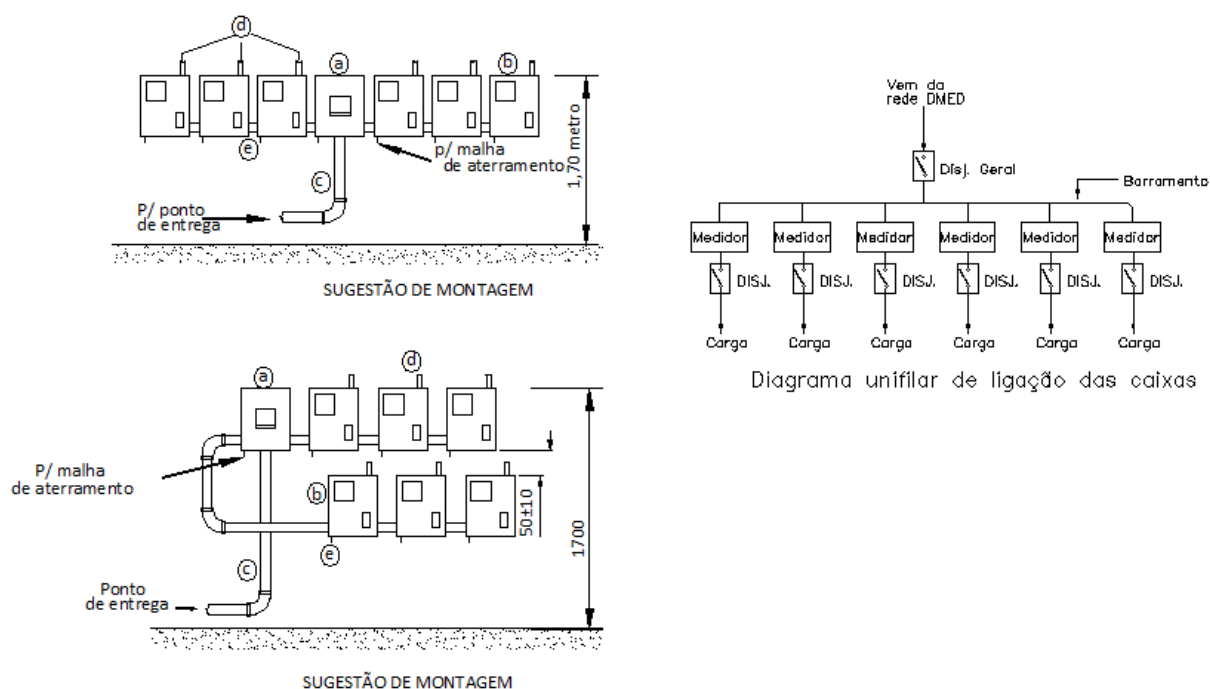 d
a
b
e
c
p/ malha
de aterramento
1,70 metro
P/ ponto
de entrega
SUGESTÃO DE MONTAGEM
Vem da
rede DMED
Disj. Geral
Barramento
Medidor Medidor Medidor Medidor Medidor Medidor
DISJ. DISJ. DISJ. DISJ. DISJ. DISJ.
Carga Carga Carga Carga Carga Carga
Diagrama unifilar de ligação das caixas
a
d
P/ malha
de aterramento
b
50±10
1700
e
c
Ponto
de entrega
SUGESTÃO DE MONTAGEM